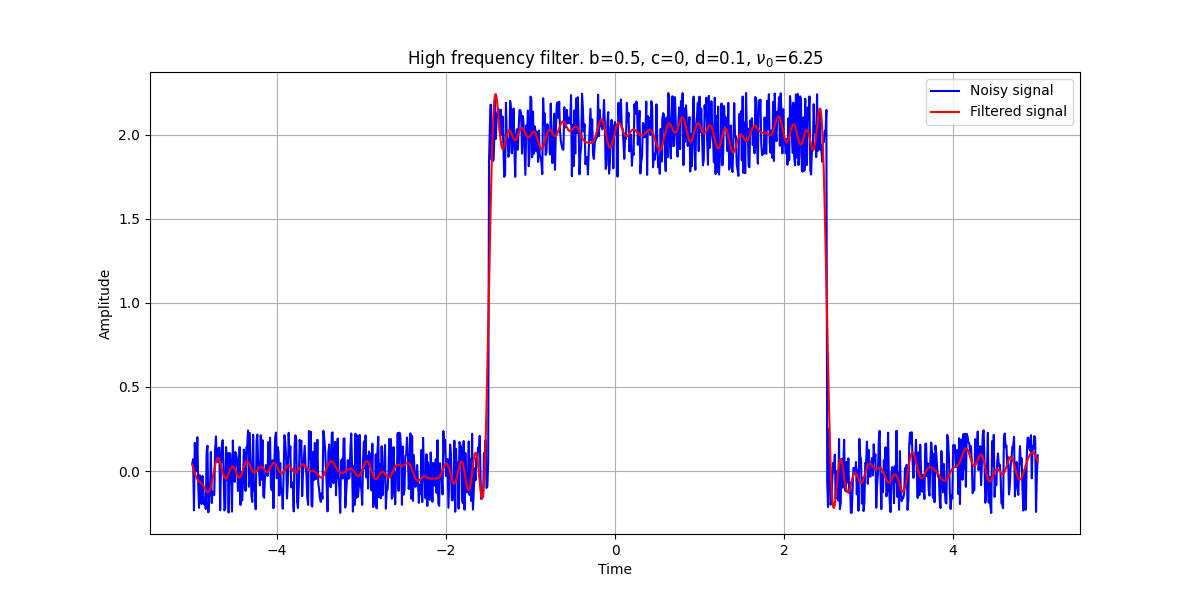 High frequency filter. b=0.5, c=0, d=0.1, ν₀=6.25
Noisy signal
Filtered signal
2.0
1.5
1.0
0.5
0.0
Amplitude
−4
−2
0
2
4
Time